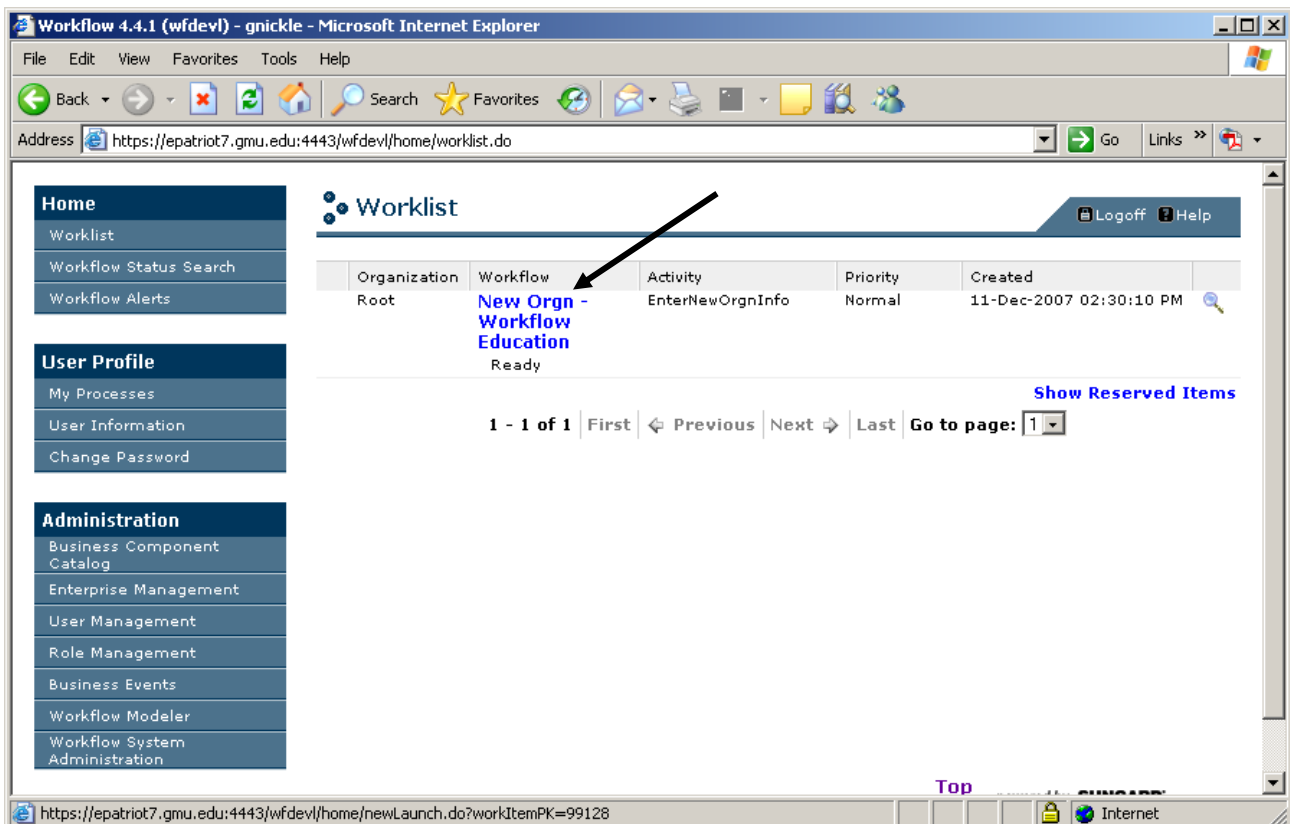 Workflow 4.4.1 (wfdevl) - gnickle - Microsoft Internet Explorer
File Edit View Favorites Tools Help
Back Search Favorites
Address https://epatriot7.gmu.edu:4443/wfdevl/home/worklist.do Go Links »
Home
Worklist
Workflow Status Search
Workflow Alerts
User Profile
My Processes
User Information
Change Password
Administration
Business Component
Catalog
Enterprise Management
User Management
Role Management
Business Events
Workflow Modeler
Workflow System
Administration
Worklist
Logoff Help
Organization Workflow Activity Priority Created
Root New Orgn - EnterNewOrgnInfo Normal 11-Dec-2007 02:30:10 PM
Workflow
Education
Ready
Show Reserved Items
1 - 1 of 1 First Previous Next Last Go to page: 1
Top
https://epatriot7.gmu.edu:4443/wfdevl/home/newLaunch.do?workItemPK=99128 Internet